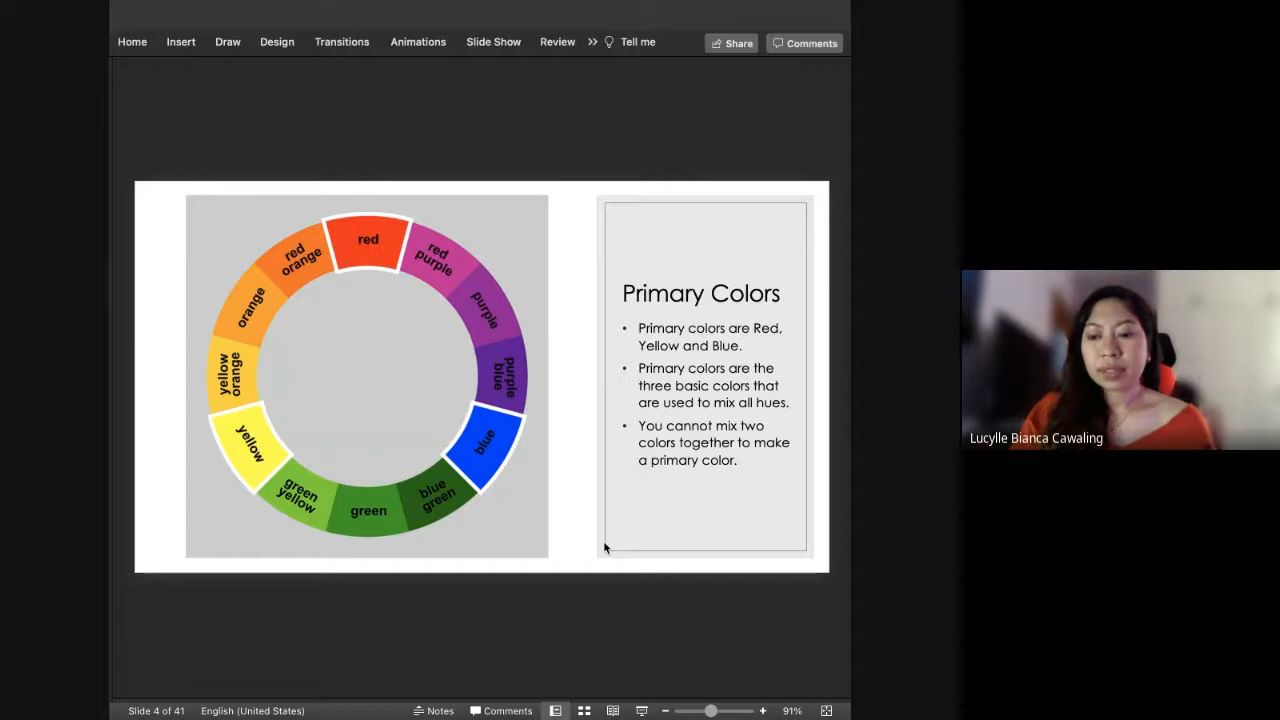 Home Insert Draw Design Transitions Animations Slide Show Review >> Tell me Share Comments
red
red
purple
purple
purple
blue
blue
blue
green
green
green
yellow
yellow
yellow
orange
orange
red
orange
Primary Colors
• Primary colors are Red,
Yellow and Blue.
• Primary colors are the
three basic colors that
are used to mix all hues.
• You cannot mix two
colors together to make
a primary color.
Lucylle Bianca Cawaling
Slide 4 of 41 English (United States) Notes Comments 91%